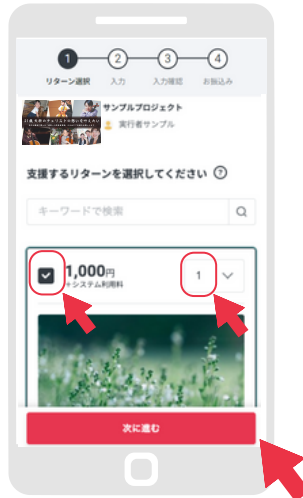 1 2 3 4
リターン選択 入力 入力確認 お振込み
サンプルプロジェクト
実行者サンプル
支援するリターンを選択してください ?
キーワードで検索
1,000円
+システム利用料
1
次に進む